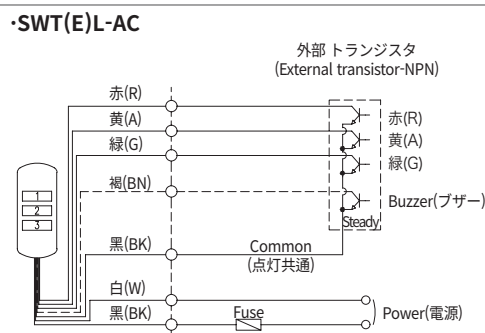 ·SWT(E)L-AC
外部 トランジスタ
(External transistor-NPN)
赤(R)
黄(A)
緑(G)
褐(BN)
黒(BK)
白(W)
黒(BK)
赤(R)
黄(A)
緑(G)
Buzzer(ブザー)
Steady
Common
(点灯共通)
Fuse
Power(電源)
1
2
3